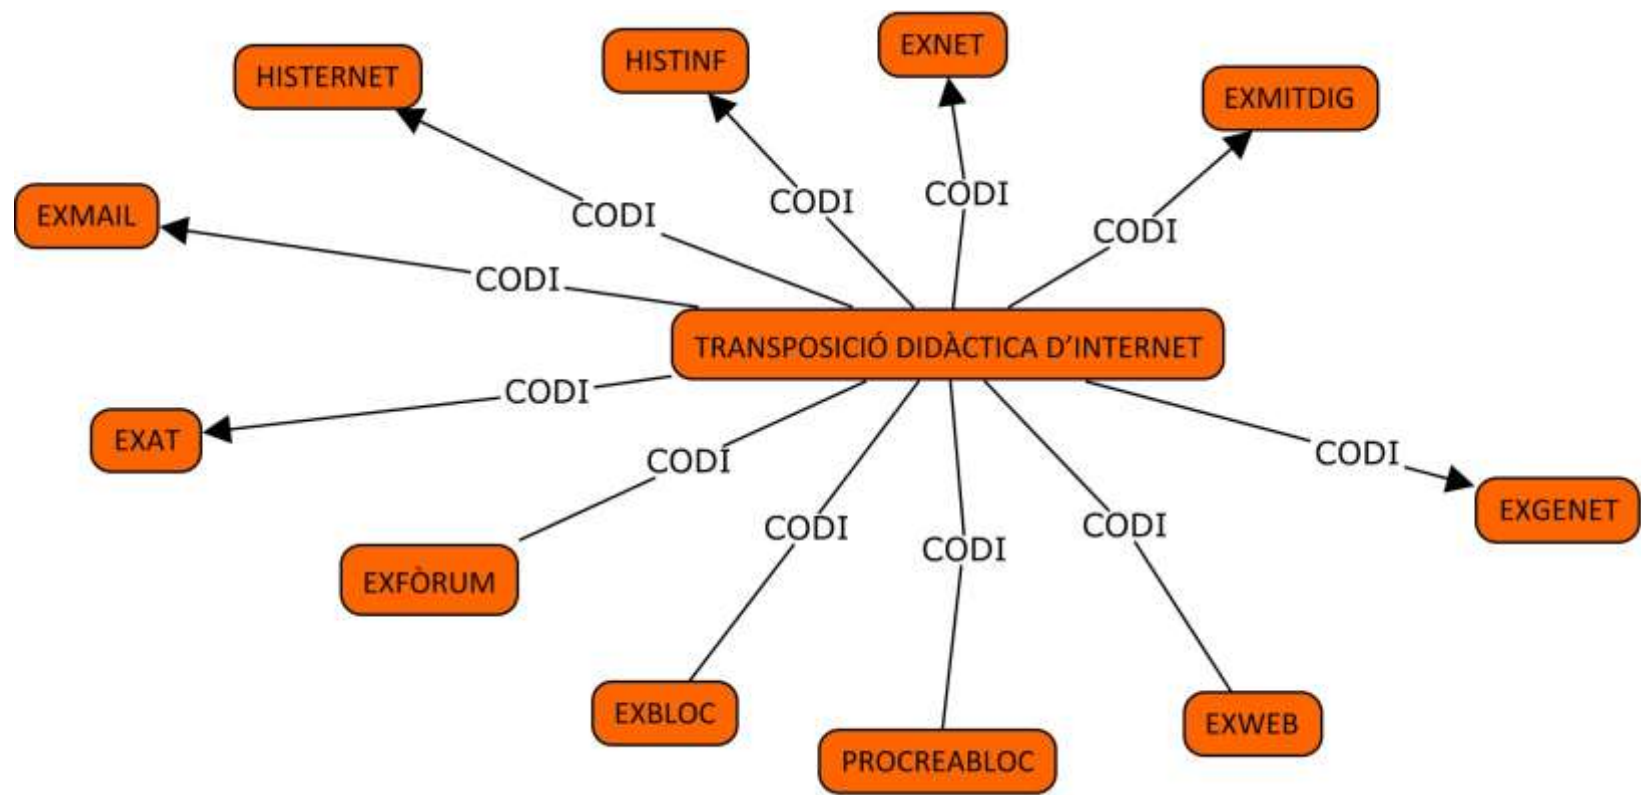 EXNET
HISTINF
HISTERNET
EXMITDIG
CODI
CODI
CODI
EXMAIL
CODI
CODI
TRANSPOSICIÓ DIDÀCTICA D'INTERNET
CODI
EXAT
CODI
CODI
EXGENET
CODI
CODI
CODI
EXFÒRUM
EXBLOC
EXWEB
PROCREABLOC